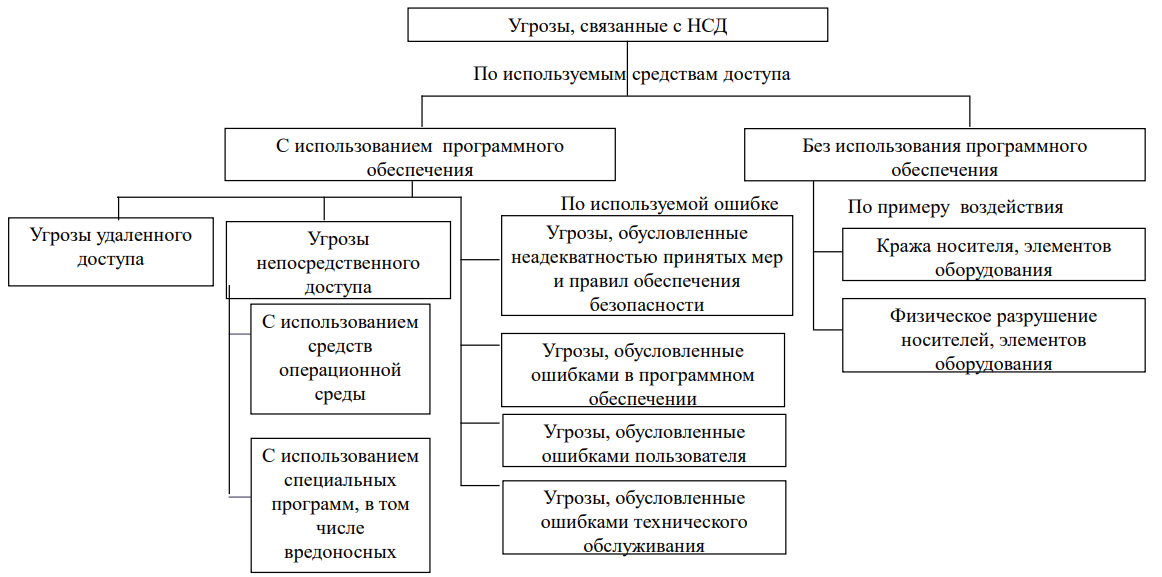 Угрозы, связанные с НСД
По используемым средствам доступа
С использованием программного
обеспечения
Без использования программного
обеспечения
Угрозы удаленного
доступа
Угрозы
непосредственного
доступа
С использованием
средств
операционной
среды
С использованием
специальных
программ, в том
числе
вредоносных
По используемой ошибке
Угрозы, обусловленные
неадекватностью принятых мер
и правил обеспечения
безопасности
Угрозы, обусловленные
ошибками в программном
обеспечении
Угрозы, обусловленные
ошибками пользователя
Угрозы, обусловленные
ошибками технического
обслуживания
По примеру воздействия
Кража носителя, элементов
оборудования
Физическое разрушение
носителей, элементов
оборудования